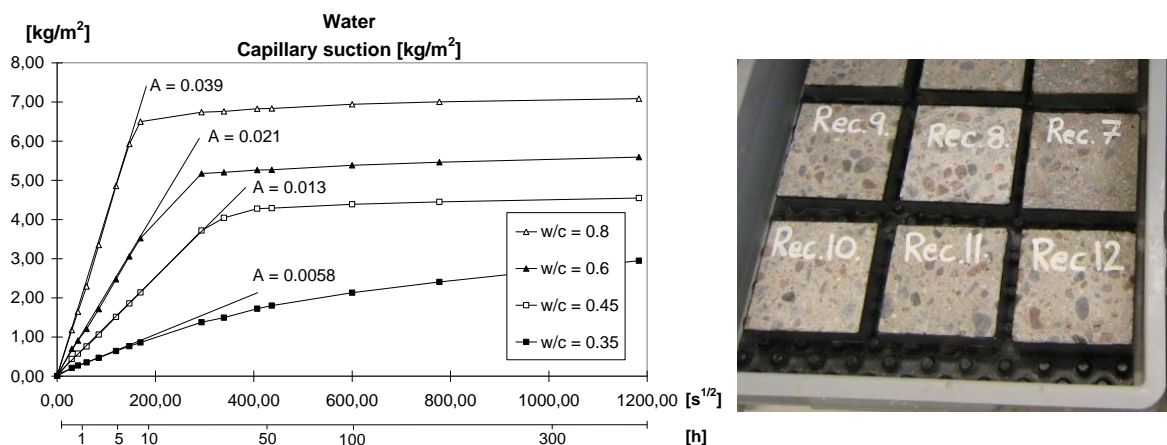 Water
[kg/m²]
Capillary suction [kg/m²]
8,00
7,00
6,00
5,00
4,00
3,00
2,00
1,00
0,00
A = 0.039
A = 0.021
A = 0.013
A = 0.0058
w/c = 0.8
w/c = 0.6
w/c = 0.45
w/c = 0.35
0,00 200,00 400,00 600,00 800,00 1000,00 1200,00 [s^1/2]
1 5 10 50 100 300 [h]
Rec.9. Rec.8. Rec.7
Rec.10. Rec.11. Rec.12